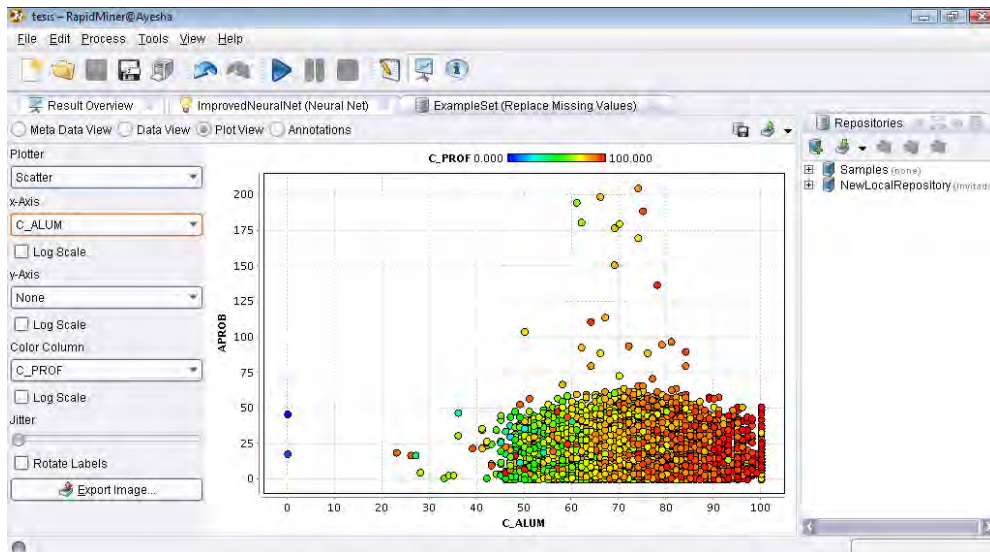 tesis – RapidMiner@Ayesha
File Edit Process Tools View Help
Result Overview ImprovedNeuralNet (Neural Net) ExampleSet (Replace Missing Values)
Meta Data View Data View Plot View Annotations
Plotter
Scatter
x-Axis
C_ALUM
Log Scale
y-Axis
None
Log Scale
Color Column
C_PROF
Log Scale
Jitter
Rotate Labels
Export Image...
C_PROF 0.000 100.000
200
175
150
125
100
75
50
25
0
APROB
0 10 20 30 40 50 60 70 80 90 100
C_ALUM
Repositories
Samples (none)
NewLocalRepository (invitad